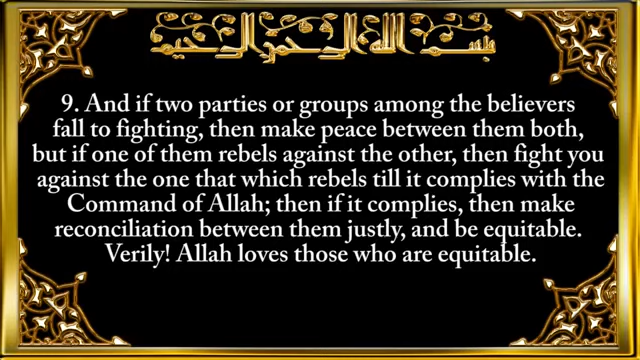 بسم الله الرحمن الرحيم
9. And if two parties or groups among the believers
fall to fighting, then make peace between them both,
but if one of them rebels against the other, then fight you
against the one that which rebels till it complies with the
Command of Allah; then if it complies, then make
reconciliation between them justly, and be equitable.
Verily! Allah loves those who are equitable.